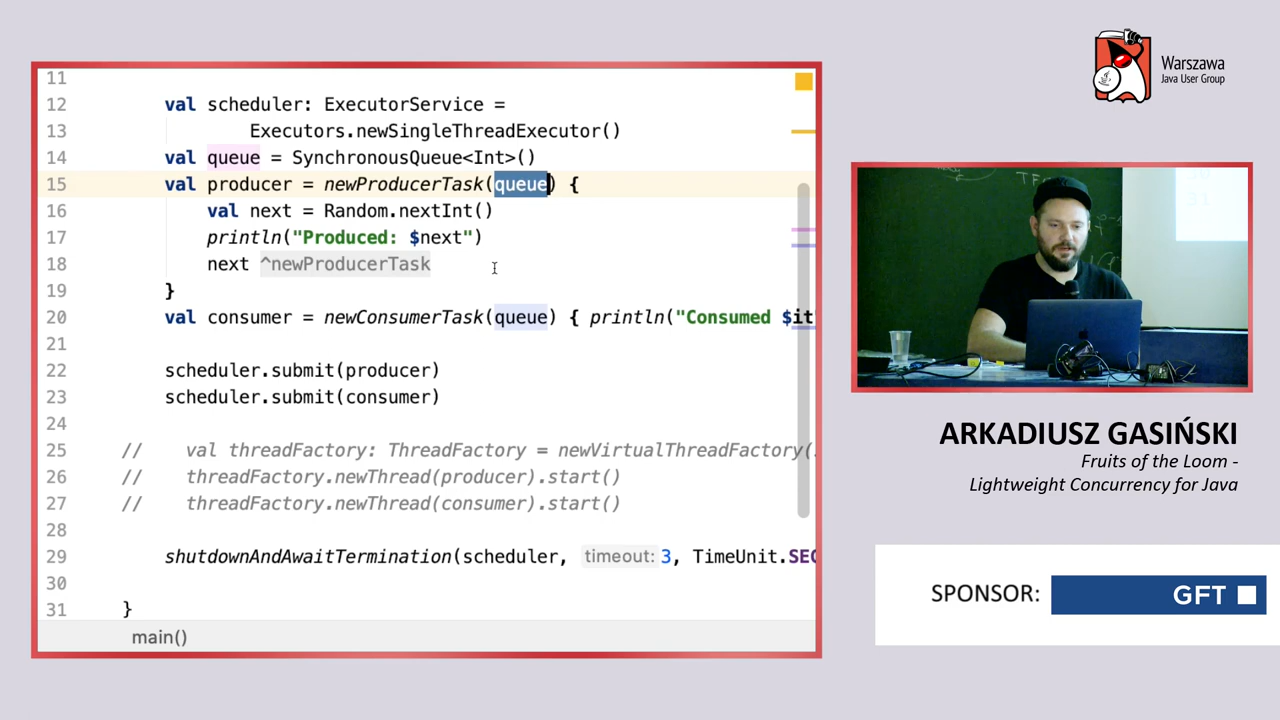 11
12 val scheduler: ExecutorService =
13 Executors.newSingleThreadExecutor()
14 val queue = SynchronousQueue<Int>()
15 val producer = newProducerTask(queue) {
16 val next = Random.nextInt()
17 println("Produced: $next")
18 next ^newProducerTask
19 }
20 val consumer = newConsumerTask(queue) { println("Consumed $it"
21
22 scheduler.submit(producer)
23 scheduler.submit(consumer)
24
25 // val threadFactory: ThreadFactory = newVirtualThreadFactory(
26 // threadFactory.newThread(producer).start()
27 // threadFactory.newThread(consumer).start()
28
29 shutdownAndAwaitTermination(scheduler, timeout: 3, TimeUnit.SEC
30
31 }
main()
Warszawa
Java User Group
ARKADIUSZ GASIŃSKI
Fruits of the Loom -
Lightweight Concurrency for Java
SPONSOR: GFT